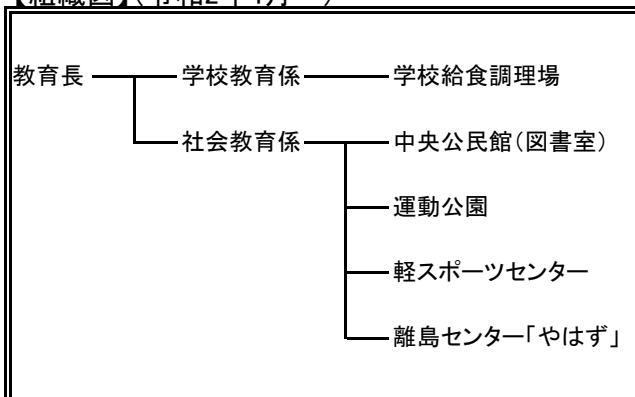 教育長 学校教育係 学校給食調理場
社会教育係 中央公民館(図書室)
運動公園
軽スポーツセンター
離島センター「やはず」